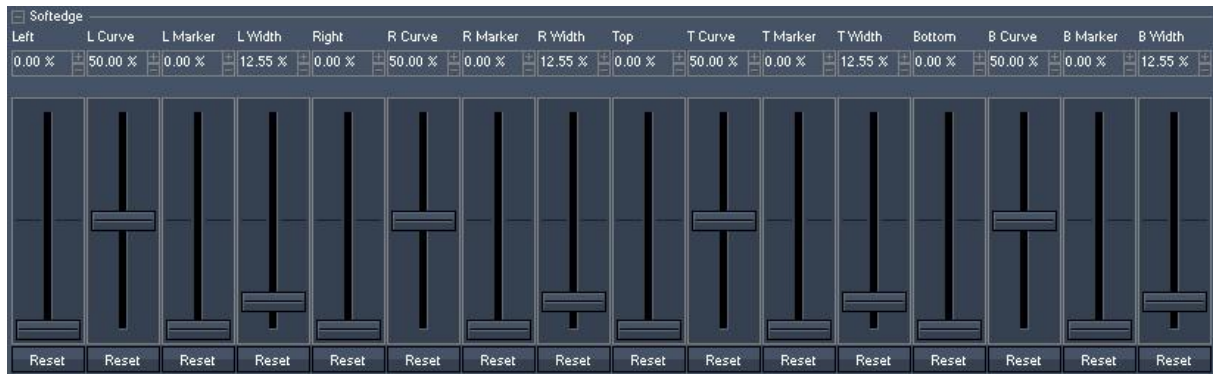 Softedge
Left L Curve L Marker L Width Right R Curve R Marker R Width Top T Curve T Marker T Width Bottom B Curve B Marker B Width
0.00 % 50.00 % 0.00 % 12.55 % 0.00 % 50.00 % 0.00 % 12.55 % 0.00 % 50.00 % 0.00 % 12.55 % 0.00 % 50.00 % 0.00 % 12.55 %
Reset Reset Reset Reset Reset Reset Reset Reset Reset Reset Reset Reset Reset Reset Reset Reset